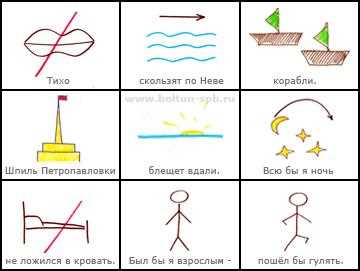 Тихо
скользят по Неве
корабли.
www.boltun-spb.ru
Шпиль Петропавловки
блещет вдали.
Всю бы я ночь
не ложился в кровать.
Был бы я взрослым -
пошёл бы гулять.